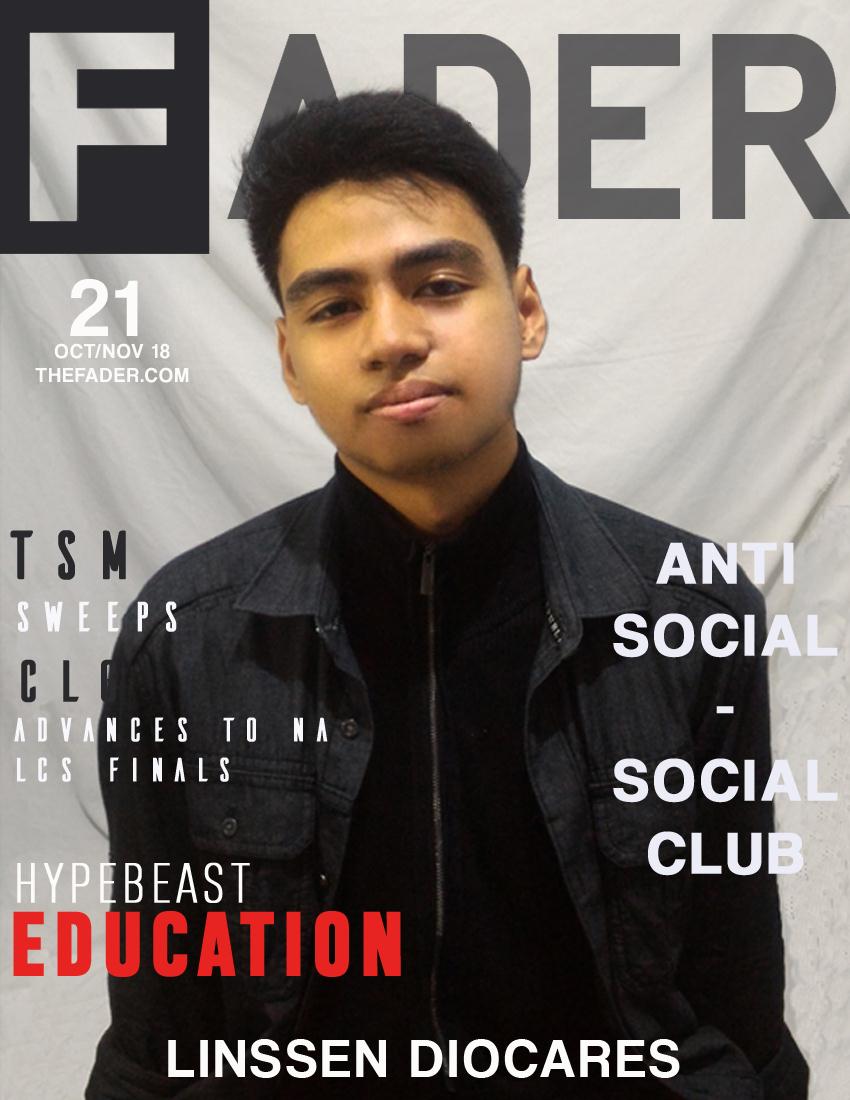 FADER
21
OCT/NOV 18
THEFADER.COM
TSM
SWEEPS
CLG
ADVANCES TO NA
LCS FINALS
HYPEBEAST
EDUCATION
ANTI
SOCIAL
-
SOCIAL
CLUB
LINSSEN DIOCARES